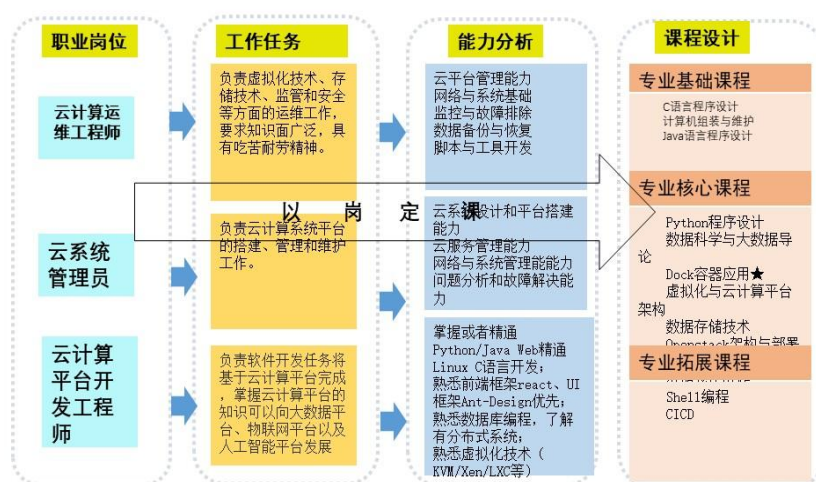 职业岗位
云计算运
维工程师
云系统
管理员
云计算
平台开
发工程
师
工作任务
负责虚拟化技术、存
储技术、监管和安全
等方面的运维工作，
要求知识面广泛，具
有吃苦耐劳精神。
负责云计算系统平台
的搭建、管理和维护
工作。
负责软件开发任务将
基于云计算平台完成
，掌握云计算平台的
知识可以向大数据平
台、物联网平台以及
人工智能平台发展
能力分析
云平台管理能力
网络与系统基础
监控与故障排除
数据备份与恢复
脚本与工具开发
云系统设计和平台搭建
能力
云服务管理能力
网络与系统管理能能力
问题分析和故障解决能
力
掌握或者精通
Python/Java Web精通
Linux C语言开发；
熟悉前端框架react、UI
框架Ant-Design优先；
熟悉数据库编程，了解
有分布式系统；
熟悉虚拟化技术（
KVM/Xen/LXC等）
以 岗 定 课
课程设计
专业基础课程
C语言程序设计
计算机组装与维护
Java语言程序设计
专业核心课程
Python程序设计
数据科学与大数据导
论
Dock容器应用★
虚拟化与云计算平台
架构
数据存储技术
Openstack架构与部署
专业拓展课程
Shell编程
CICD